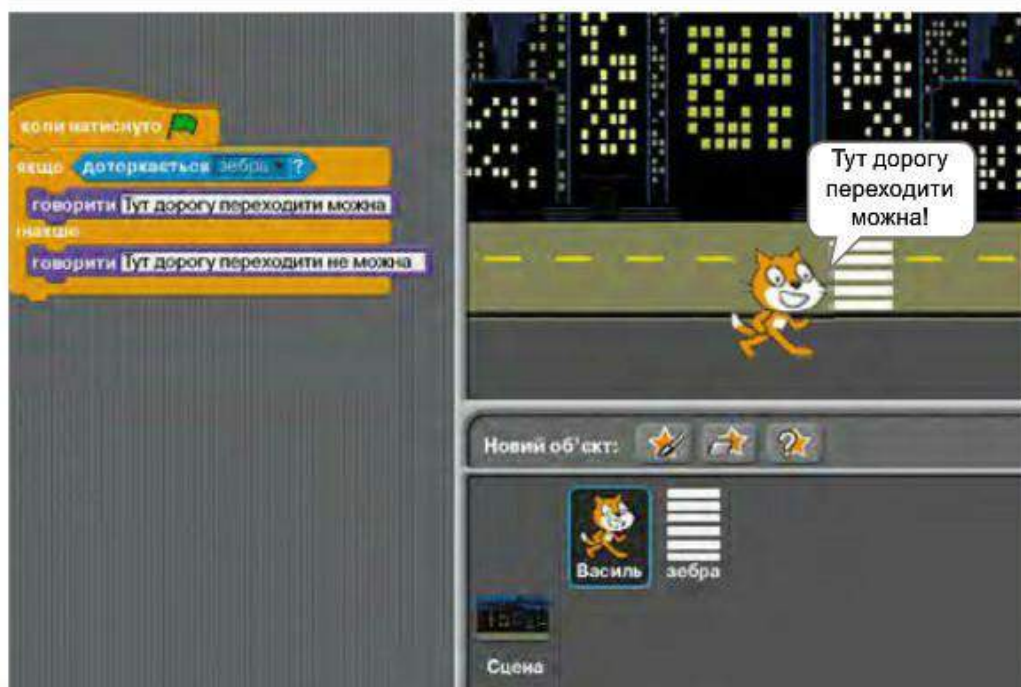 коли натиснуто
якщо доторкається зебра ?
говорити Тут дорогу переходити можна
інакше
говорити Тут дорогу переходити не можна
Тут дорогу
переходити
можна!
Новий об'єкт:
Василь
зебра
Сцена